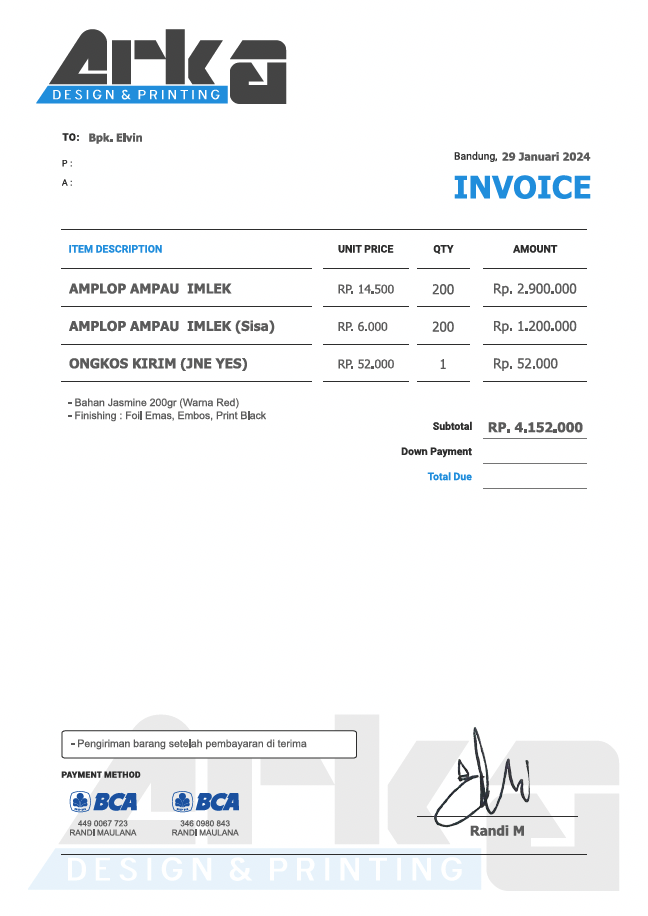 Arka
DESIGN & PRINTING
TO: Bpk. Elvin
P :
A :
Bandung, 29 Januari 2024
INVOICE
ITEM DESCRIPTION UNIT PRICE QTY AMOUNT
AMPLOP AMPAU IMLEK RP. 14.500 200 Rp. 2.900.000
AMPLOP AMPAU IMLEK (Sisa) RP. 6.000 200 Rp. 1.200.000
ONGKOS KIRIM (JNE YES) RP. 52.000 1 Rp. 52.000
- Bahan Jasmine 200gr (Warna Red)
- Finishing : Foil Emas, Embos, Print Black
Subtotal RP. 4.152.000
Down Payment
Total Due
- Pengiriman barang setelah pembayaran di terima
PAYMENT METHOD
BCA BCA
449 0067 723 346 0980 843
RANDI MAULANA RANDI MAULANA
Randi M
Arka
DESIGN & PRINTING